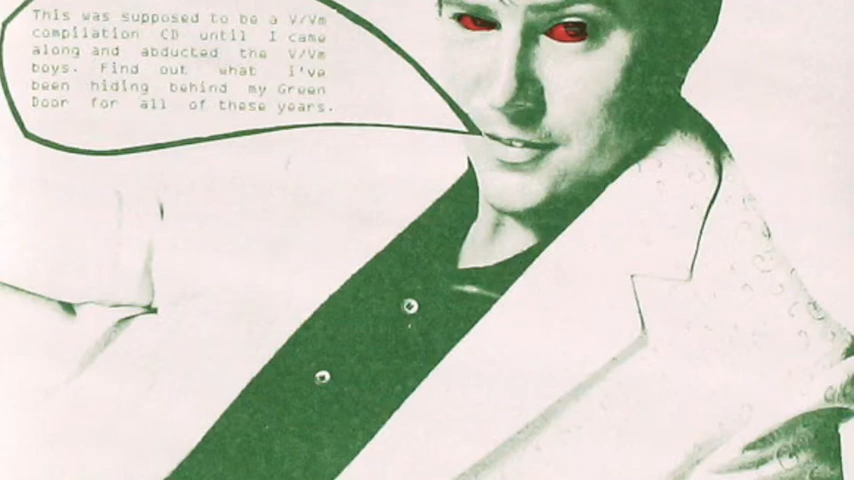 This was supposed to be a V/Vm
compilation CD until I came
along and abducted the V/Vm
boys. Find out what i've
been hiding behind my Green
Door for all of these years.